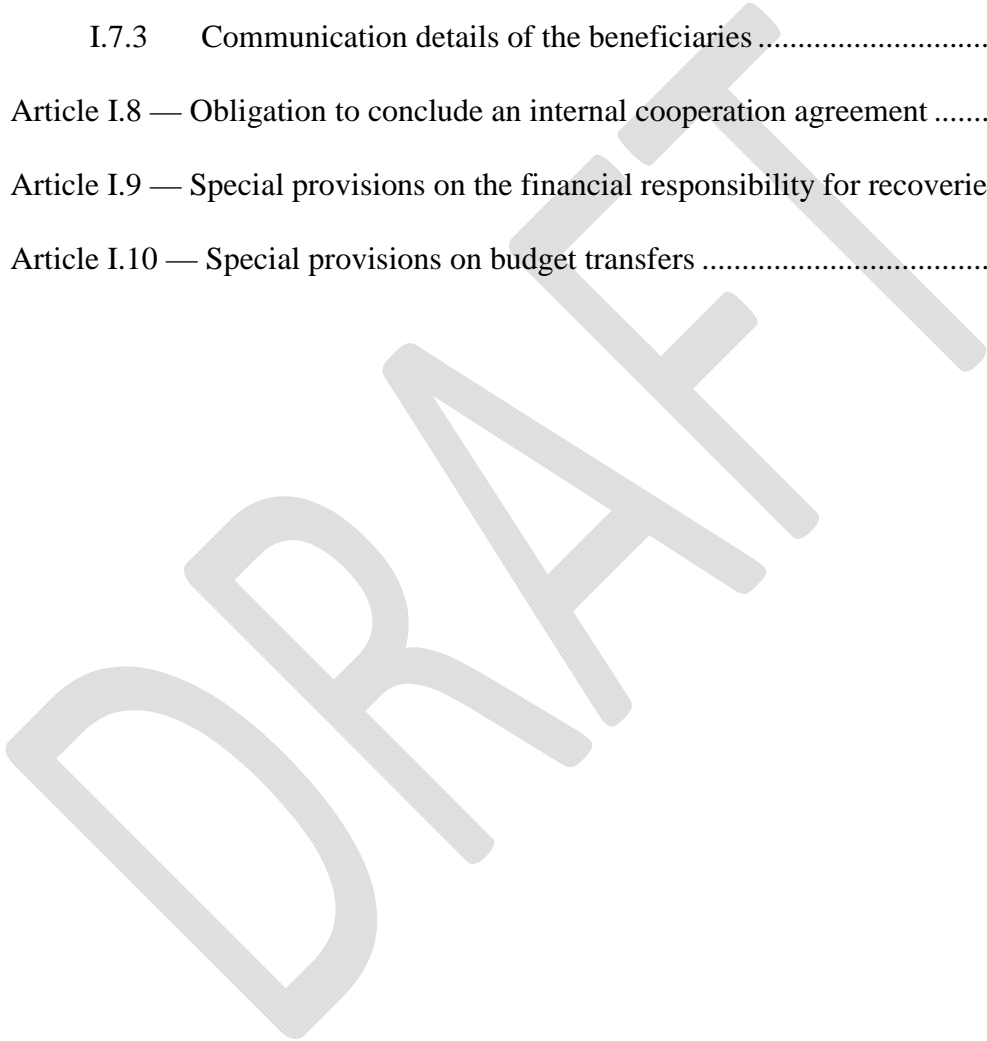 I.7.3 Communication details of the beneficiaries ..........................
Article I.8 — Obligation to conclude an internal cooperation agreement .......
Article I.9 — Special provisions on the financial responsibility for recoverie
Article I.10 — Special provisions on budget transfers .................................
DRAFT